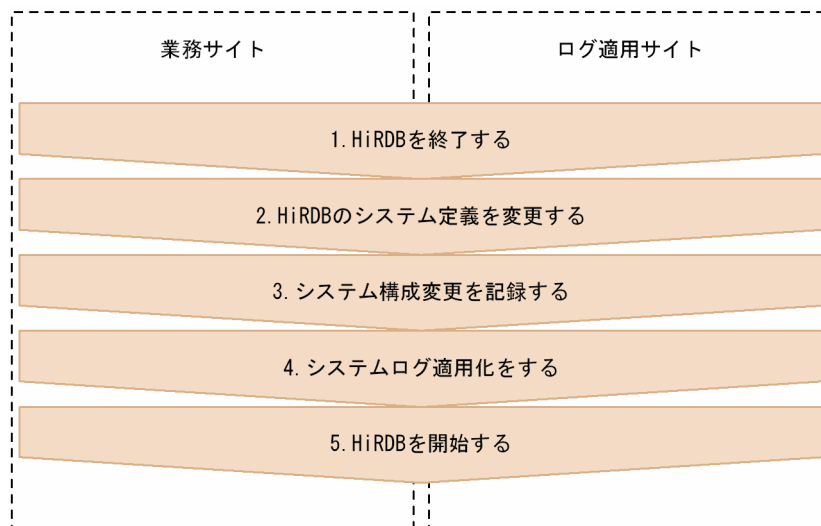 業務サイト
ログ適用サイト
1.HiRDBを終了する
2.HiRDBのシステム定義を変更する
3.システム構成変更を記録する
4.システムログ適用化をする
5.HiRDBを開始する